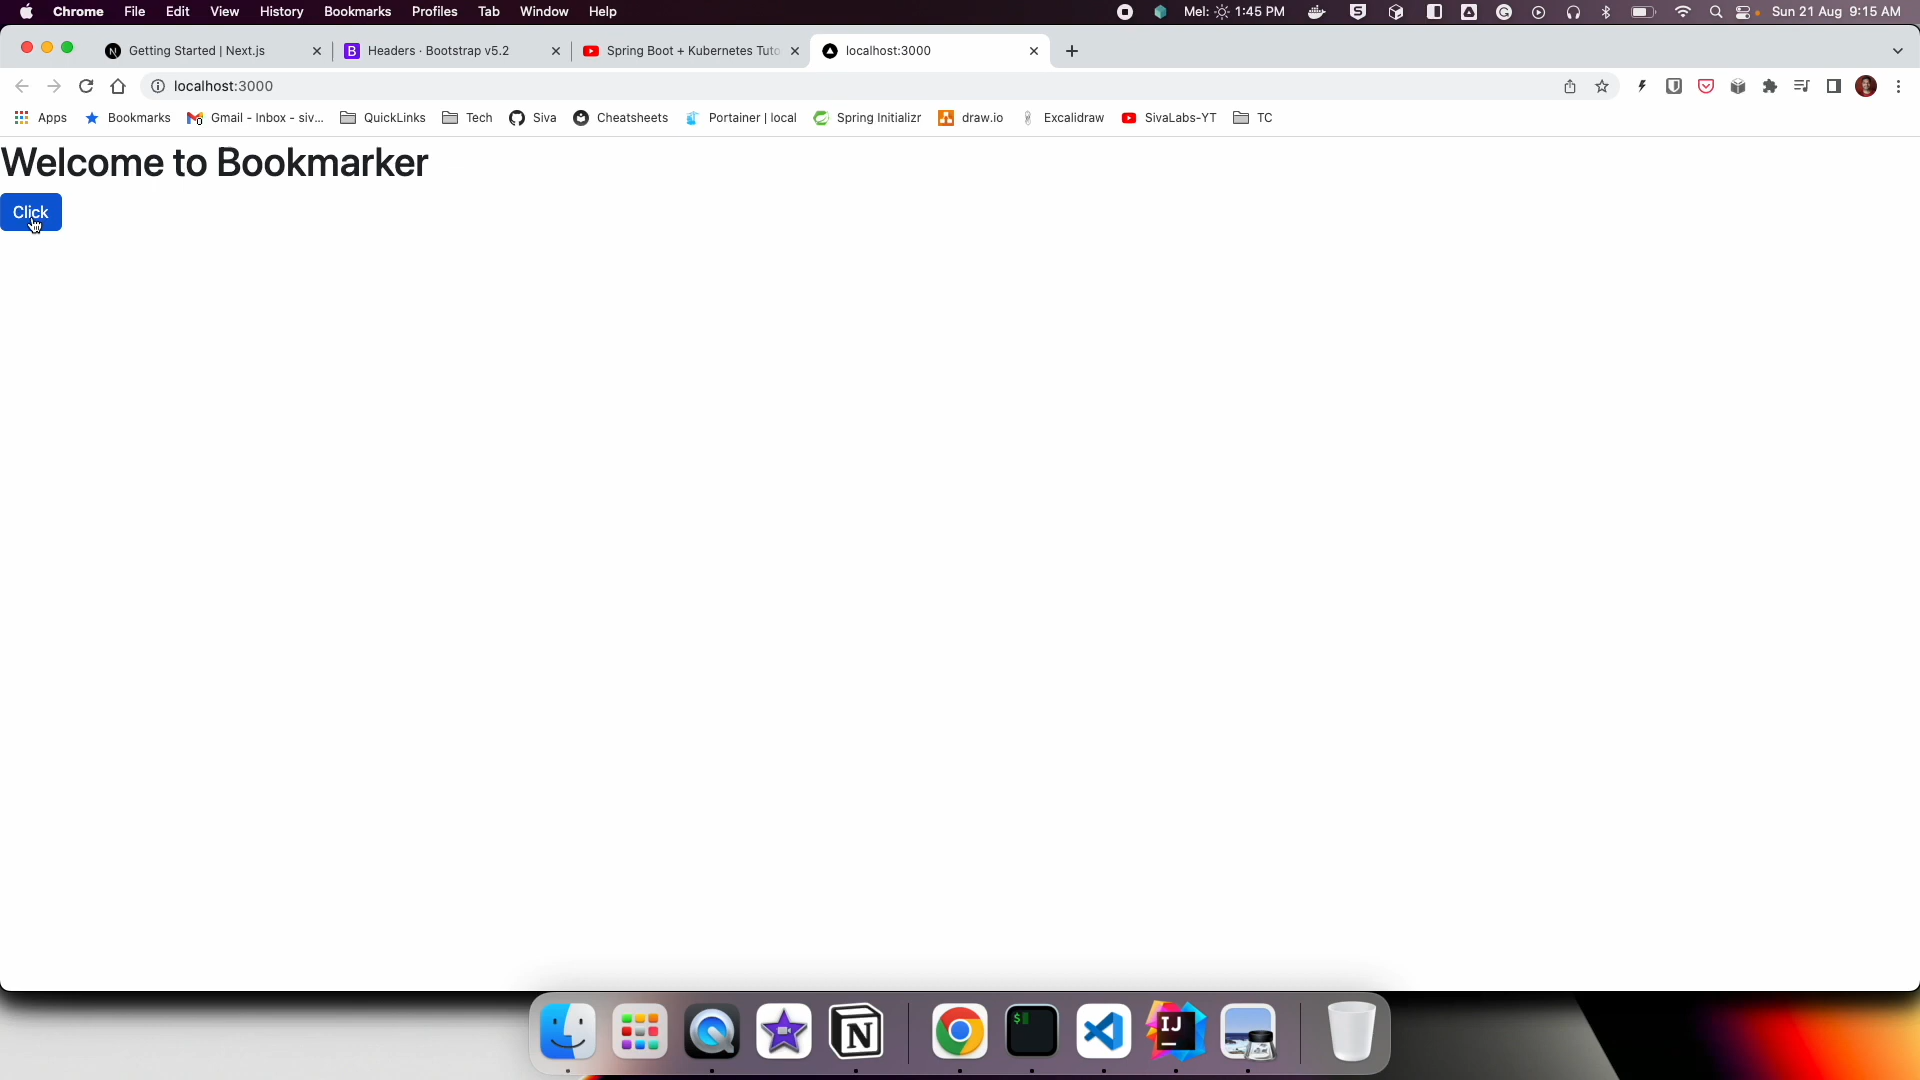 Chrome File Edit View History Bookmarks Profiles Tab Window Help Mel: 1:45 PM Sun 21 Aug 9:15 AM
Getting Started | Next.js Headers · Bootstrap v5.2 Spring Boot + Kubernetes Tuto localhost:3000
localhost:3000
Apps Bookmarks Gmail - Inbox - siv... QuickLinks Tech Siva Cheatsheets Portainer | local Spring Initializr draw.io Excalidraw SivaLabs-YT TC
Welcome to Bookmarker
Click